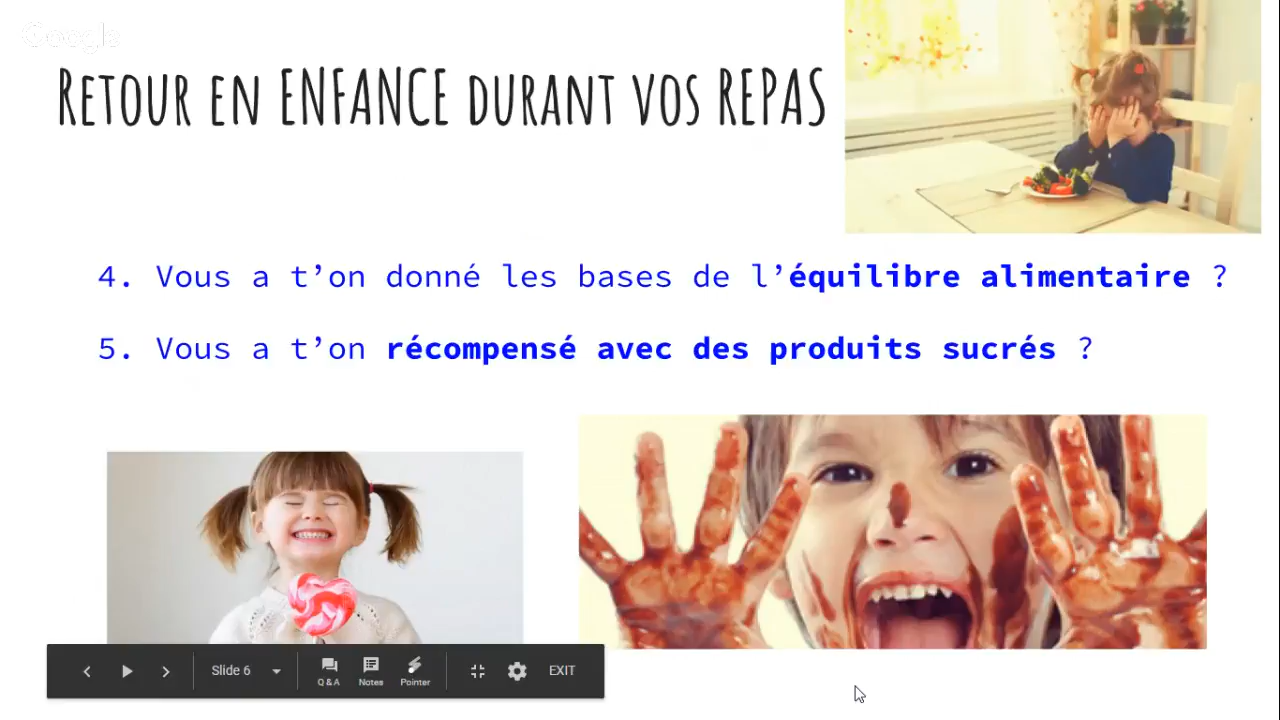 Google
RETOUR EN ENFANCE DURANT VOS REPAS
4. Vous a t’on donné les bases de l’équilibre alimentaire ?
5. Vous a t’on récompensé avec des produits sucrés ?
Slide 6
Q & A
Notes
Pointer
EXIT